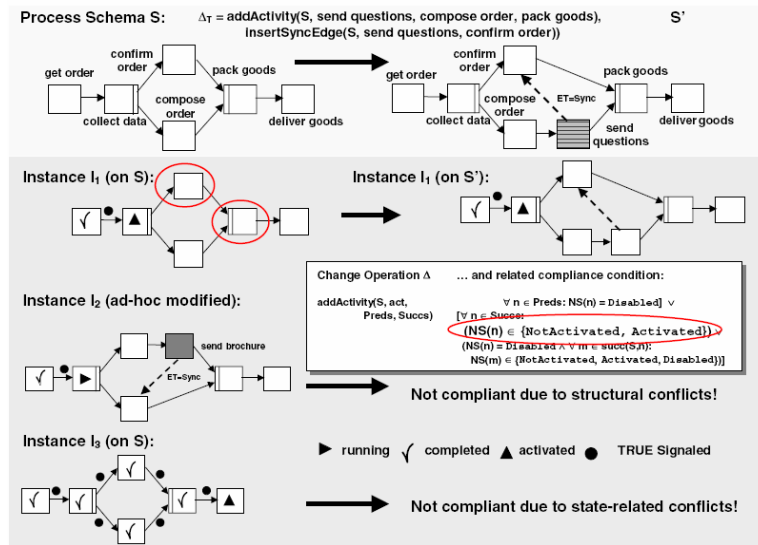 Process Schema S:
Δ_T = addActivity(S, send questions, compose order, pack goods),
insertSyncEdge(S, send questions, confirm order))
S'
confirm
order
get order
pack goods
compose
order
collect data
deliver goods
confirm
order
get order
pack goods
ET=Sync
compose
order
collect data
send
questions
deliver goods
Instance I₁ (on S):
Instance I₁ (on S'):
Change Operation Δ
... and related compliance condition:
addActivity(S, act,
Preds, Succs)
∀ n ∈ Preds: NS(n) = Disabled] ∨
[∀ n ∈ Succs:
(NS(n) ∈ {NotActivated, Activated}) ∨
(NS(n) = Disabled ∧ ∀ m ∈ succ(S,n):
NS(m) ∈ {NotActivated, Activated, Disabled})]
Instance I₂ (ad-hoc modified):
send brochure
ET=Sync
Not compliant due to structural conflicts!
Instance I₃ (on S):
running
completed
activated
TRUE Signaled
Not compliant due to state-related conflicts!